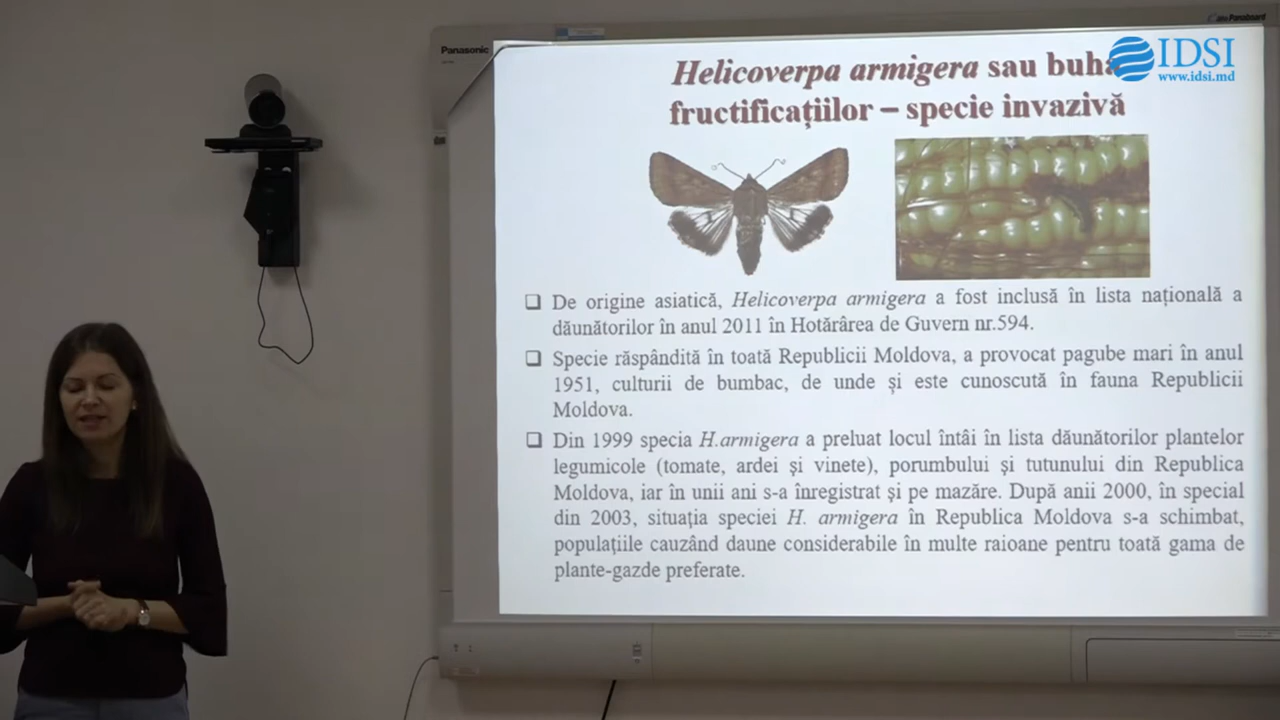 Panasonic
IDSI
www.idsi.md
Helicoverpa armigera sau buha
fructificațiilor – specie invazivă
❑ De origine asiatică, Helicoverpa armigera a fost inclusă în lista națională a
dăunătorilor în anul 2011 în Hotărârea de Guvern nr.594.
❑ Specie răspândită în toată Republicii Moldova, a provocat pagube mari în anul
1951, culturii de bumbac, de unde și este cunoscută în fauna Republicii
Moldova.
❑ Din 1999 specia H.armigera a preluat locul întâi în lista dăunătorilor plantelor
legumicole (tomate, ardei și vinete), porumbului și tutunului din Republica
Moldova, iar în unii ani s-a înregistrat și pe mazăre. După anii 2000, în special
din 2003, situația speciei H. armigera în Republica Moldova s-a schimbat,
populațiile cauzând daune considerabile în multe raioane pentru toată gama de
plante-gazde preferate.